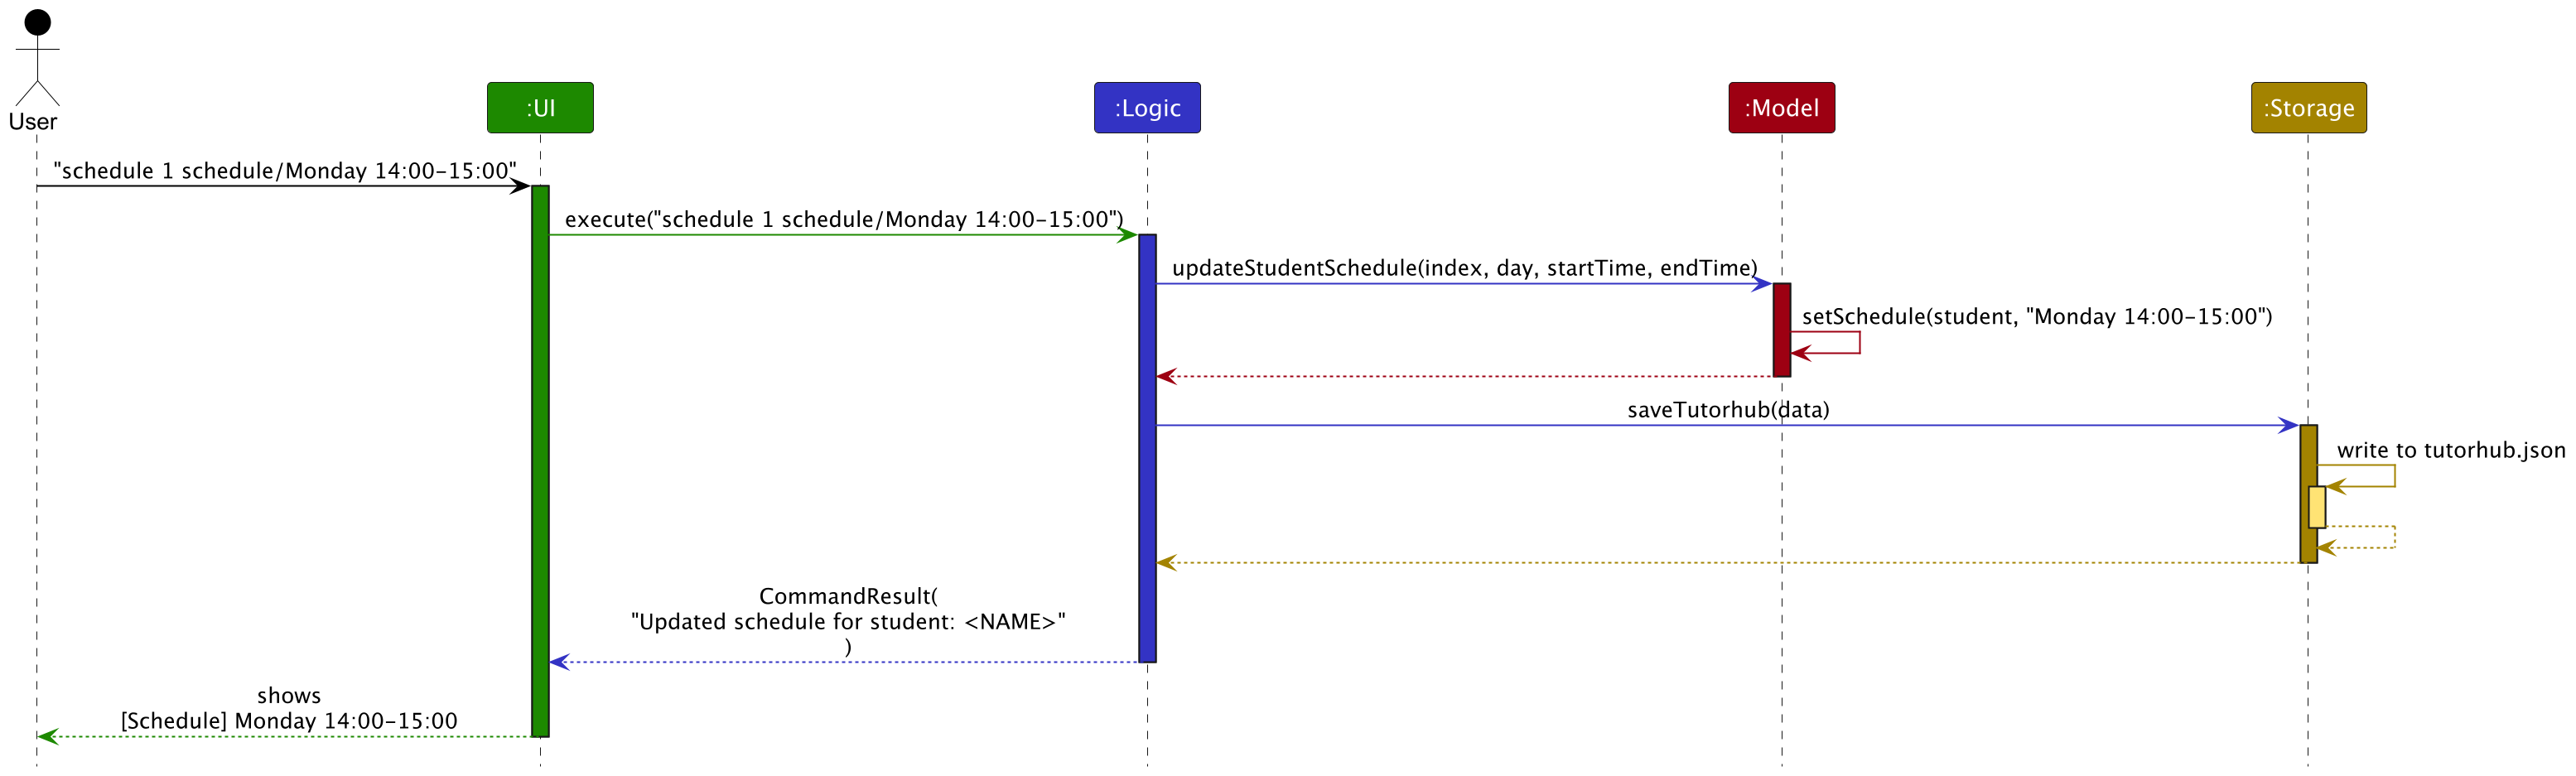 User
:UI
:Logic
:Model
:Storage
"schedule 1 schedule/Monday 14:00-15:00"
execute("schedule 1 schedule/Monday 14:00-15:00")
updateStudentSchedule(index, day, startTime, endTime)
setSchedule(student, "Monday 14:00-15:00")
saveTutorhub(data)
write to tutorhub.json
CommandResult(
"Updated schedule for student: <NAME>"
)
shows
[Schedule] Monday 14:00-15:00